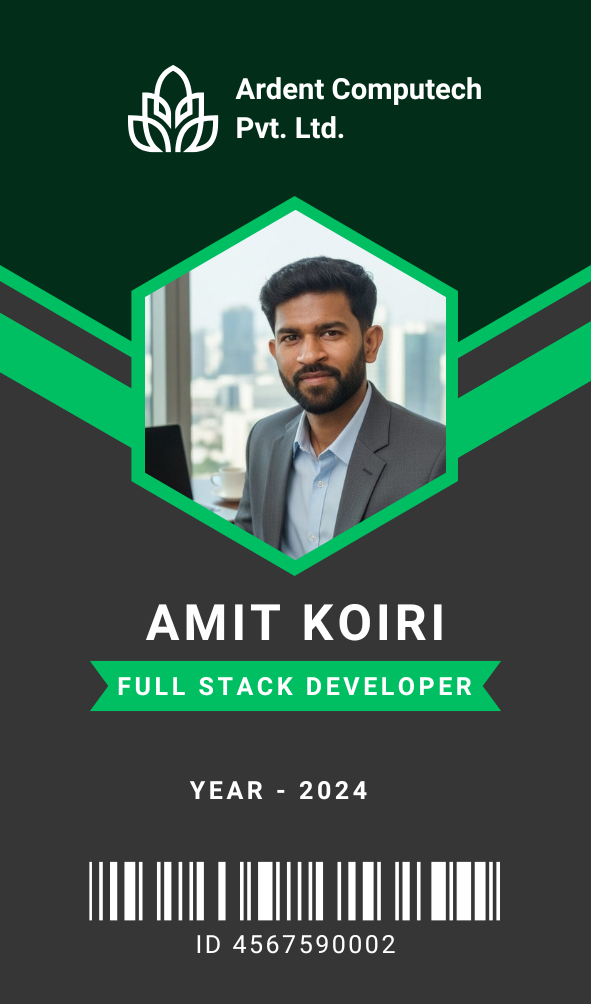 Ardent Computech
Pvt. Ltd.
AMIT KOIRI
FULL STACK DEVELOPER
YEAR - 2024
ID 4567590002